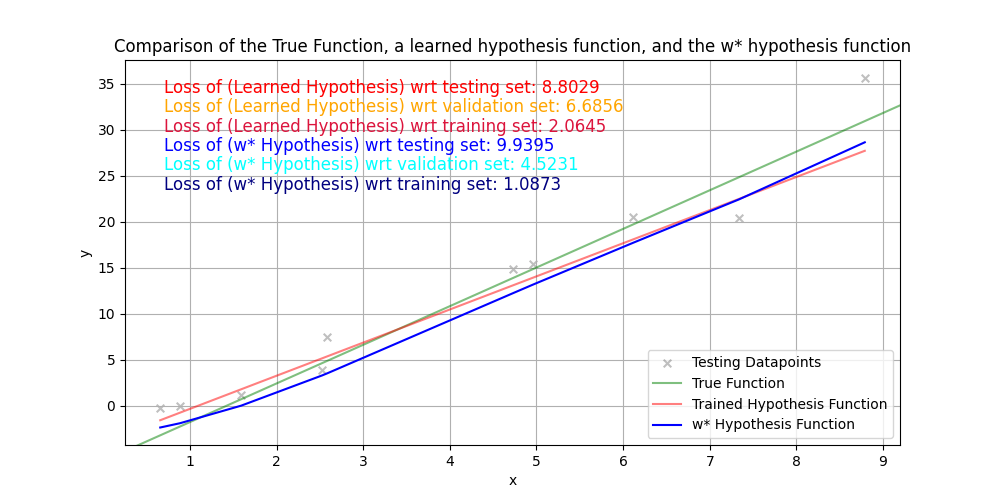 Comparison of the True Function, a learned hypothesis function, and the w* hypothesis function
Loss of (Learned Hypothesis) wrt testing set: 8.8029
Loss of (Learned Hypothesis) wrt validation set: 6.6856
Loss of (Learned Hypothesis) wrt training set: 2.0645
Loss of (w* Hypothesis) wrt testing set: 9.9395
Loss of (w* Hypothesis) wrt validation set: 4.5231
Loss of (w* Hypothesis) wrt training set: 1.0873
35
30
25
20
15
10
5
0
y
Testing Datapoints
True Function
Trained Hypothesis Function
w* Hypothesis Function
1 2 3 4 5 6 7 8 9
x